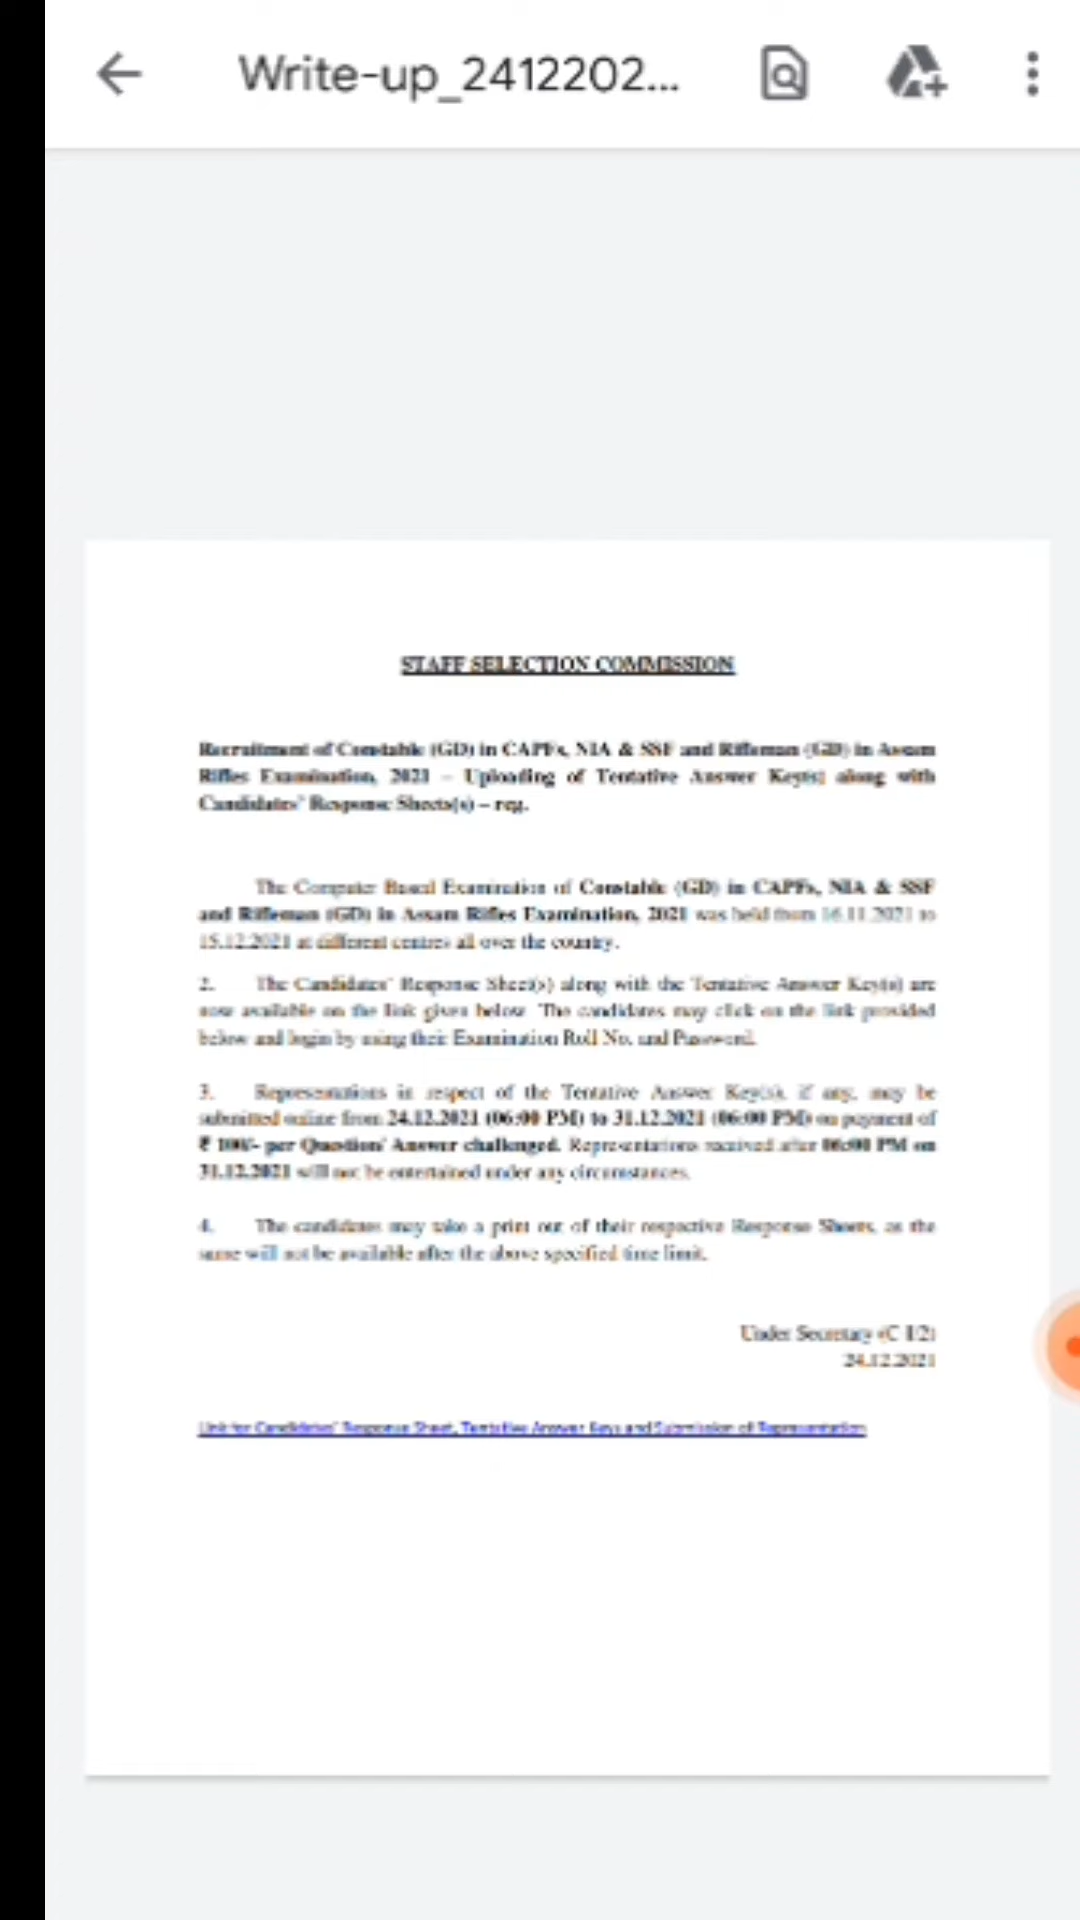 Write-up_2412202...
STAFF SELECTION COMMISSION
Recruitment of Constable (GD) in CAPFs, NIA & SSF and Rifleman (GD) in Assam
Rifles Examination, 2021 – Uploading of Tentative Answer Key(s) along with
Candidates' Response Sheets(s) – reg.
The Computer Based Examination of Constable (GD) in CAPFs, NIA & SSF
and Rifleman (GD) in Assam Rifles Examination, 2021 was held from 16.11.2021 to
15.12.2021 at different centres all over the country.
2. The Candidates' Response Sheet(s) along with the Tentative Answer Key(s) are
now available on the link given below. The candidates may click on the link provided
below and login by using their Examination Roll No. and Password.
3. Representations in respect of the Tentative Answer Key(s), if any, may be
submitted online from 24.12.2021 (06:00 PM) to 31.12.2021 (06:00 PM) on payment of
₹ 100/- per Question/ Answer challenged. Representations received after 06:00 PM on
31.12.2021 will not be entertained under any circumstances.
4. The candidates may take a print out of their respective Response Sheets, as the
same will not be available after the above specified time limit.
Under Secretary (C 1/2)
24.12.2021
Link for Candidates' Response Sheet, Tentative Answer Keys and Submission of Representation